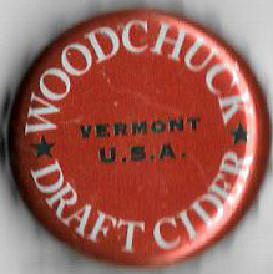 WOODCHUCK
VERMONT
U.S.A.
DRAFT CIDER